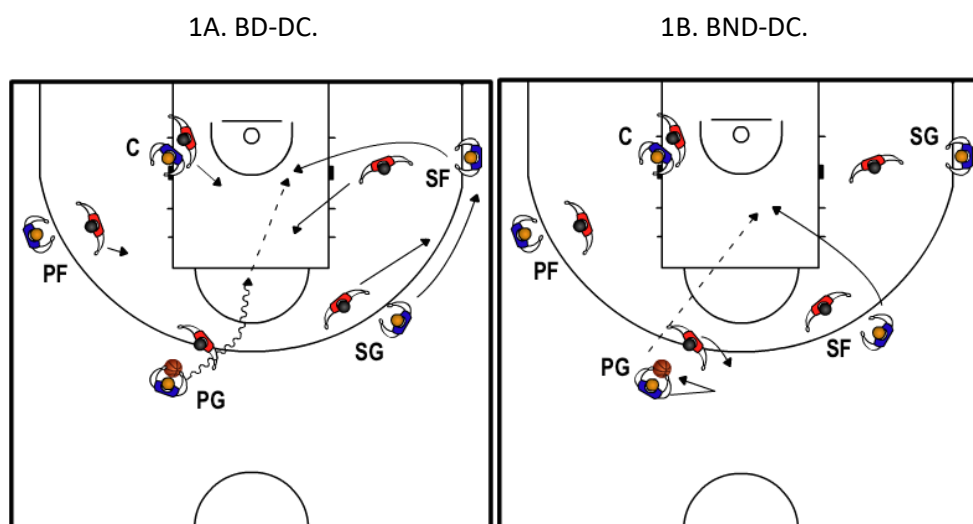 1A. BD-DC.
1B. BND-DC.
C
SF
PF
SG
PG
C
SG
PF
SF
PG